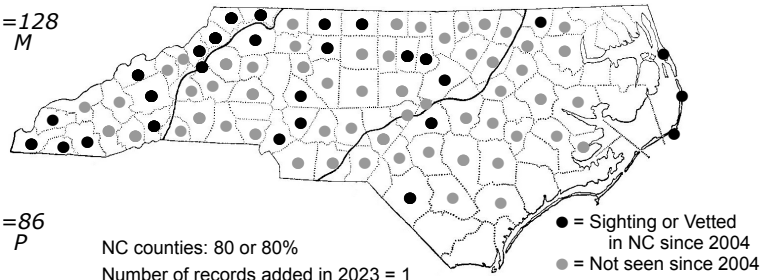 =128
M
=86
P
NC counties: 80 or 80%
Number of records added in 2023 = 1
● = Sighting or Vetted
in NC since 2004
● = Not seen since 2004